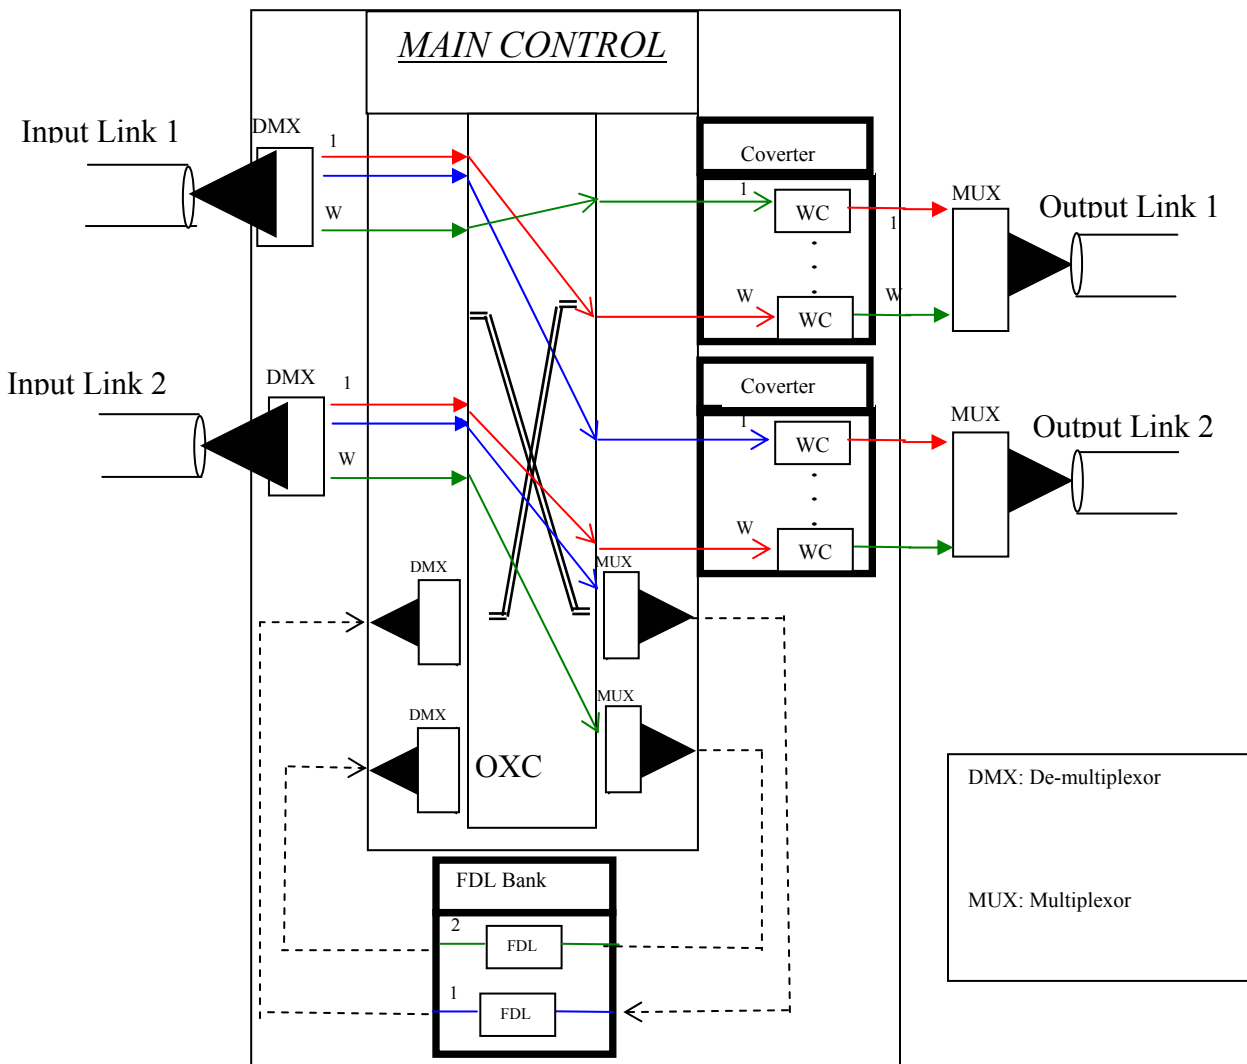 MAIN CONTROL
Input Link 1
DMX
1
W
Coverter
1
WC
W
WC
1
W
MUX
Output Link 1
Input Link 2
DMX
1
W
Coverter
1
WC
W
WC
MUX
Output Link 2
DMX
MUX
DMX
MUX
OXC
FDL Bank
2
FDL
1
FDL
DMX: De-multiplexor
MUX: Multiplexor